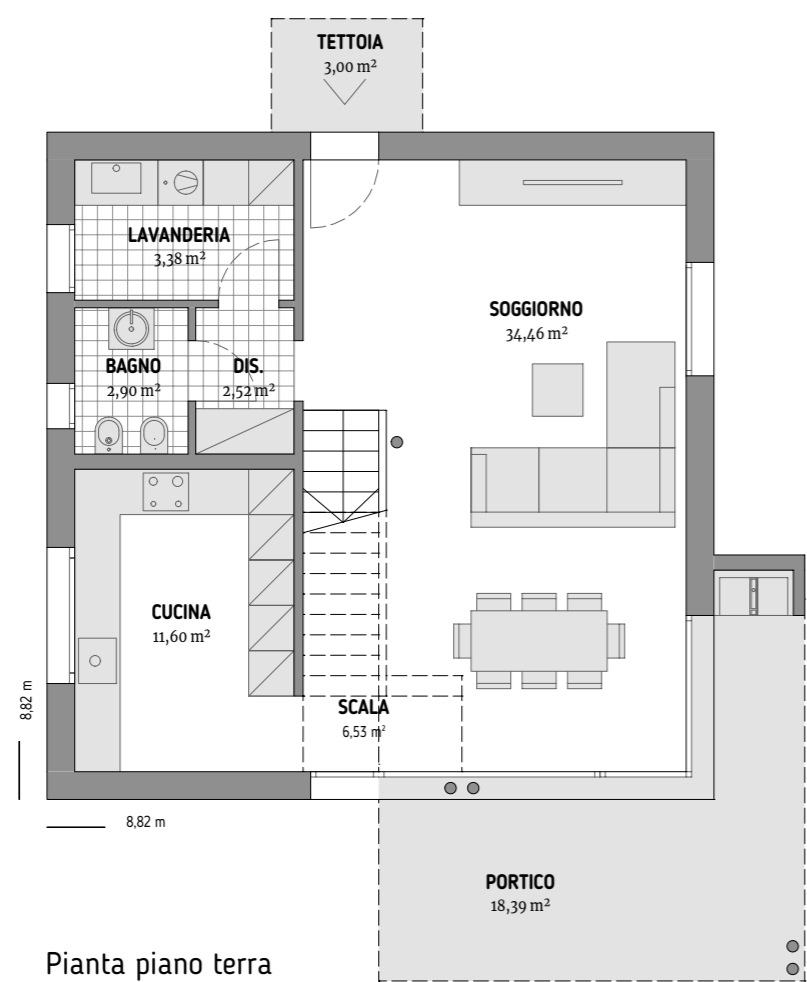 TETTOIA
3,00 m²
LAVANDERIA
3,38 m²
SOGGIORNO
34,46 m²
BAGNO
2,90 m²
DIS.
2,52 m²
CUCINA
11,60 m²
SCALA
6,53 m²
8,82 m
8,82 m
PORTICO
18,39 m²
Pianta piano terra